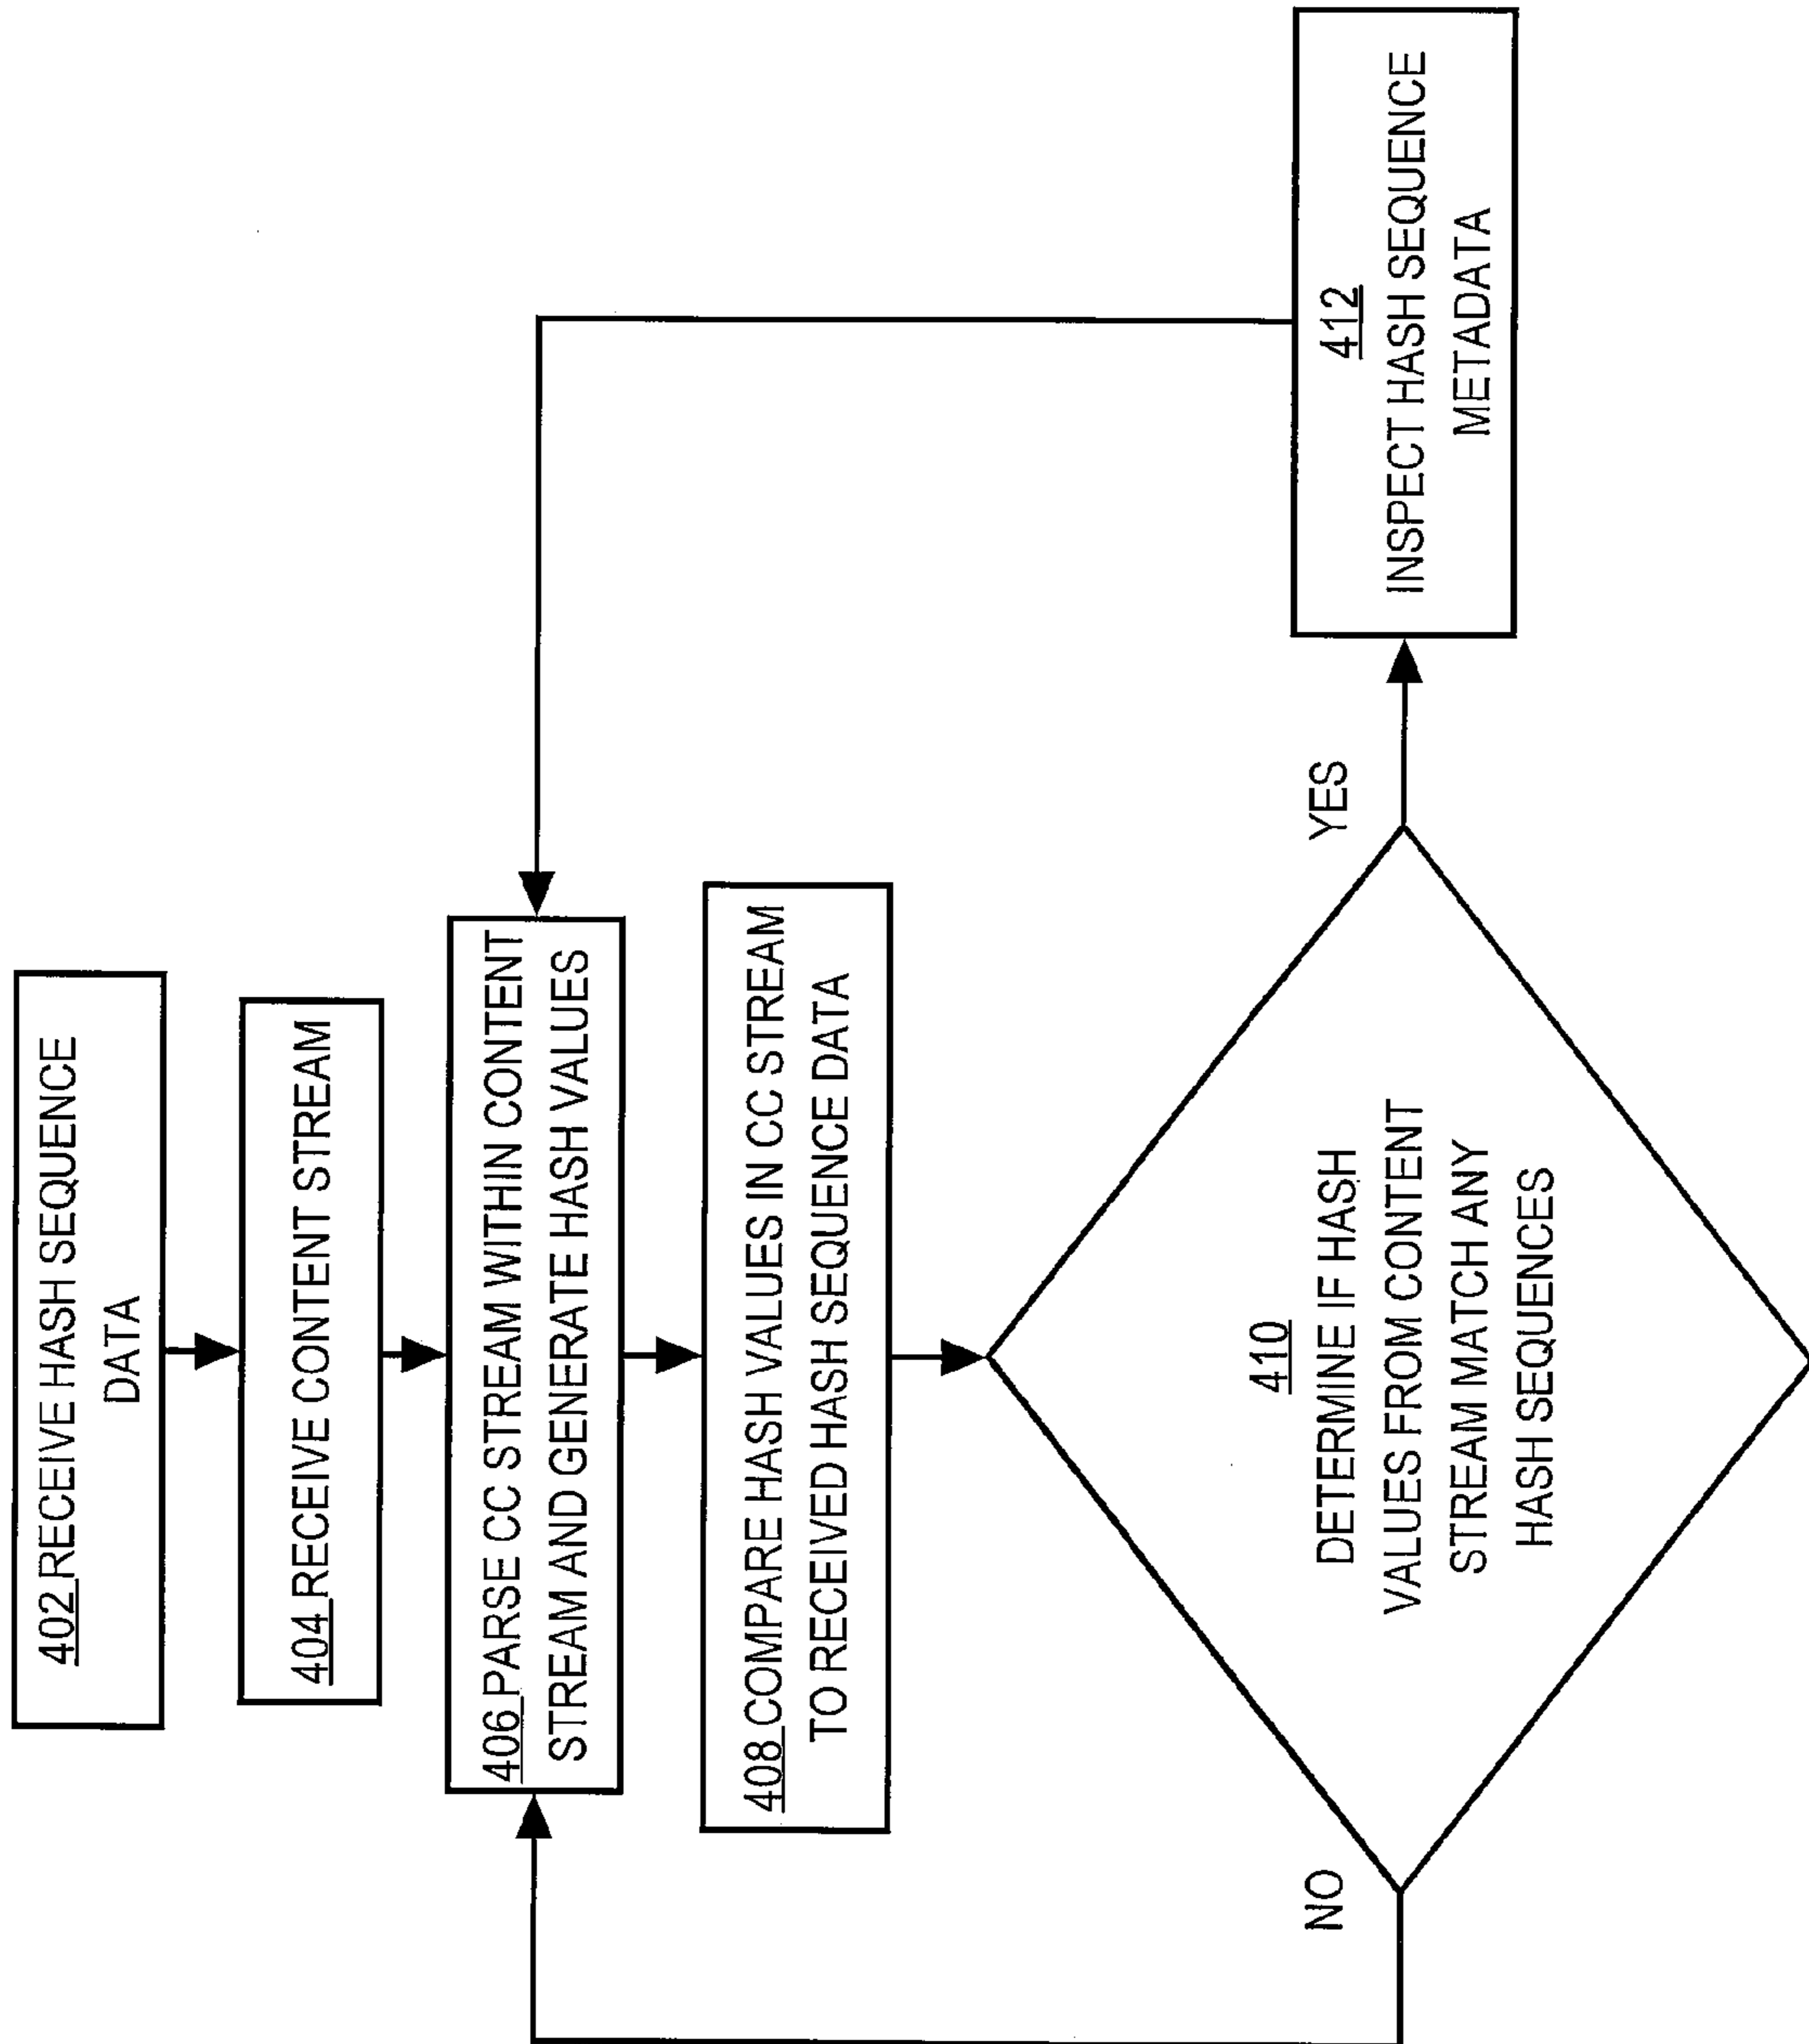 402 RECEIVE HASH SEQUENCE
DATA
404 RECEIVE CONTENT STREAM
406 PARSE CC STREAM WITHIN CONTENT
STREAM AND GENERATE HASH VALUES
408 COMPARE HASH VALUES IN CC STREAM
TO RECEIVED HASH SEQUENCE DATA
410
DETERMINE IF HASH
VALUES FROM CONTENT
STREAM MATCH ANY
HASH SEQUENCES
NO
YES
412
INSPECT HASH SEQUENCE
METADATA